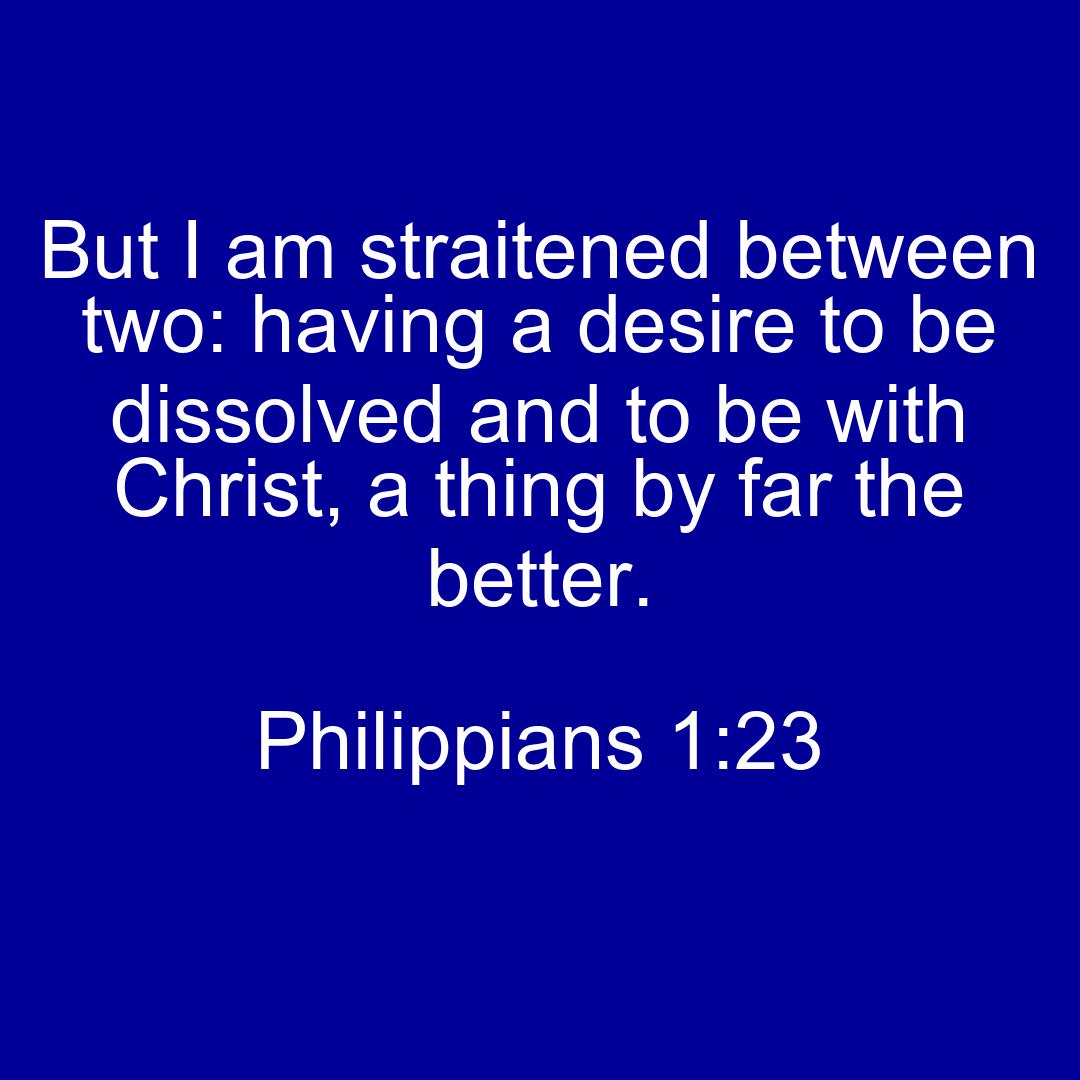 But I am straitened between
two: having a desire to be
dissolved and to be with
Christ, a thing by far the
better.
Philippians 1:23